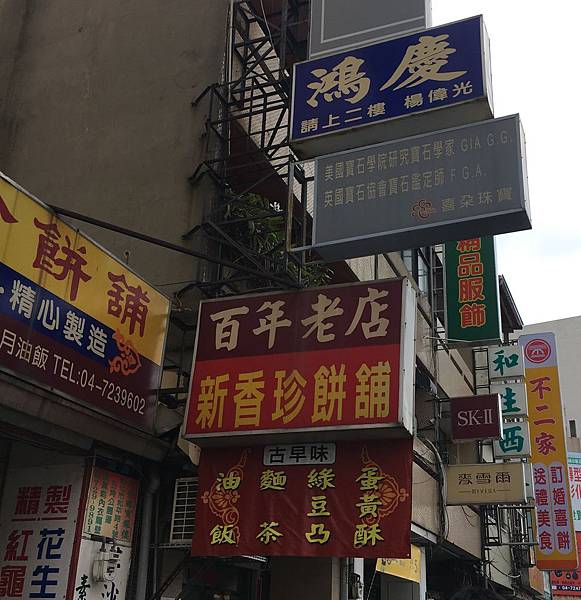 鴻慶
請上二樓 楊偉光
美國寶石學院研究寶石學家 GIA G.G.
英國寶石協會寶石鑑定師 F.G.A.
喜朵珠寶
精品服飾
百年老店
新香珍餅舖
古早味
油飯
麵茶
綠豆凸
蛋黃酥
餅舖
精心製造
月油飯 TEL:04-7239602
精製
紅龜
花生
SK-II
和
生
西
不二家
訂婚喜餅
送禮美食